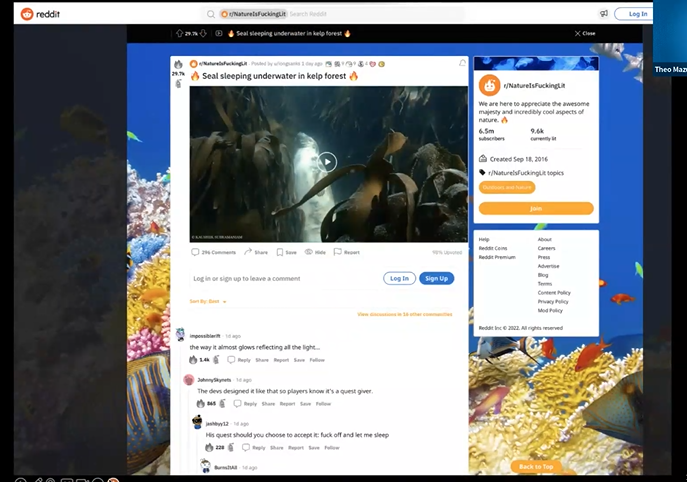 reddit
r/NatureIsFuckingLit Search Reddit
Log In
29.7k
🔥 Seal sleeping underwater in kelp forest 🔥
Close
Theo Maz
29.7k
r/NatureIsFuckingLit · Posted by 1 day ago
🔥 Seal sleeping underwater in kelp forest 🔥
296 Comments Share Save Hide Report
Log in or sign up to leave a comment
Log In Sign Up
Sort By: Best
View discussions in 38 other communities
impossiblerift · 1d ago
the way it almost glows reflecting all the light...
1.4k Reply Share Report Save Follow
JohnnySkynets · 1d ago
The devs designed it like that so players know it's a quest giver.
865 Reply Share Report Save Follow
jashbyy12 · 1d ago
His quest should you choose to accept it: fuck off and let me sleep
228 Reply Share Report Save Follow
BurnsItAll · 1d ago
r/NatureIsFuckingLit
We are here to appreciate the awesome
majesty and incredibly cool aspects of
nature. 🔥
6.5m 9.6k
subscribers currently lit
Created Sep 18, 2016
r/NatureIsFuckingLit topics
Join
Help About
Reddit Coins Careers
Reddit Premium Press
Advertise
Blog
Terms
Content Policy
Privacy Policy
Mod Policy
Reddit Inc © 2022. All rights reserved
Back to Top